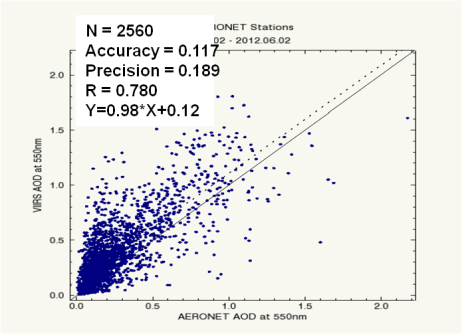 N = 2560
Accuracy = 0.117
Precision = 0.189
R = 0.780
Y=0.98*X+0.12
RONET Stations
02 - 2012.06.02
VIIRS AOD at 550nm
2.0
1.5
1.0
0.5
0.0
0.0 0.5 1.0 1.5 2.0
AERONET AOD at 550nm